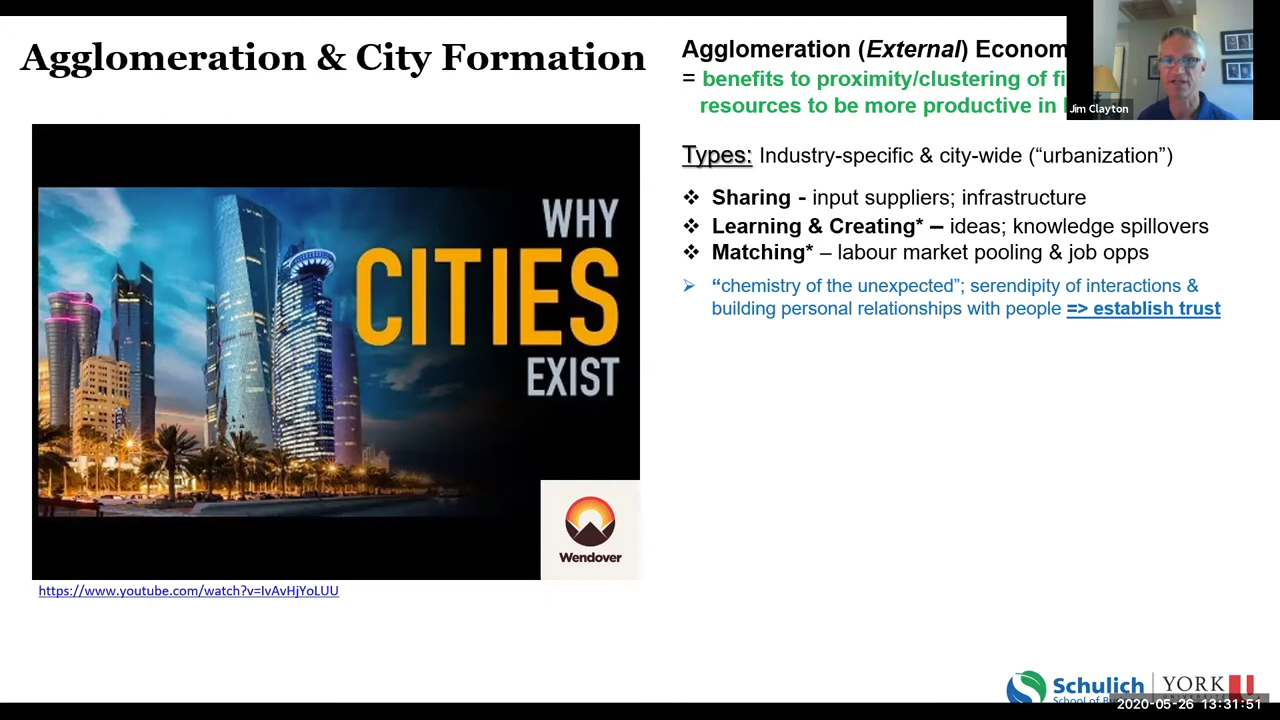 Agglomeration & City Formation
Agglomeration (External) Econom
= benefits to proximity/clustering of
resources to be more productive in
Jim Clayton
Types: Industry-specific & city-wide (“urbanization”)
❖ Sharing - input suppliers; infrastructure
❖ Learning & Creating* – ideas; knowledge spillovers
❖ Matching* – labour market pooling & job opps
➢ “chemistry of the unexpected”; serendipity of interactions &
building personal relationships with people => establish trust
WHY
CITIES
EXIST
Wendover
https://www.youtube.com/watch?v=IvAvHjYoLUU
Schulich
School of
YORK
2020-05-26 13:31:51